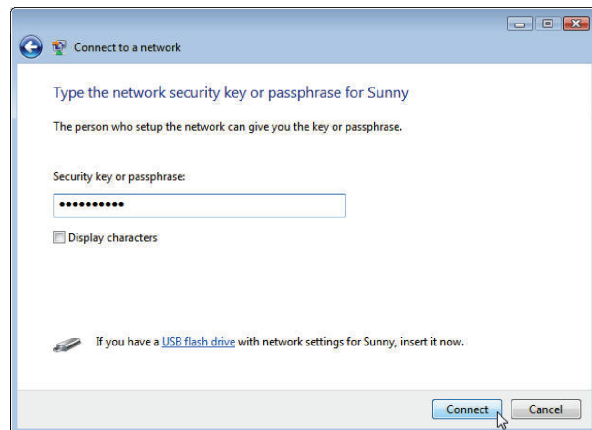 Connect to a network
Type the network security key or passphrase for Sunny
The person who setup the network can give you the key or passphrase.
Security key or passphrase:
••••••••••
Display characters
If you have a USB flash drive with network settings for Sunny, insert it now.
Connect Cancel